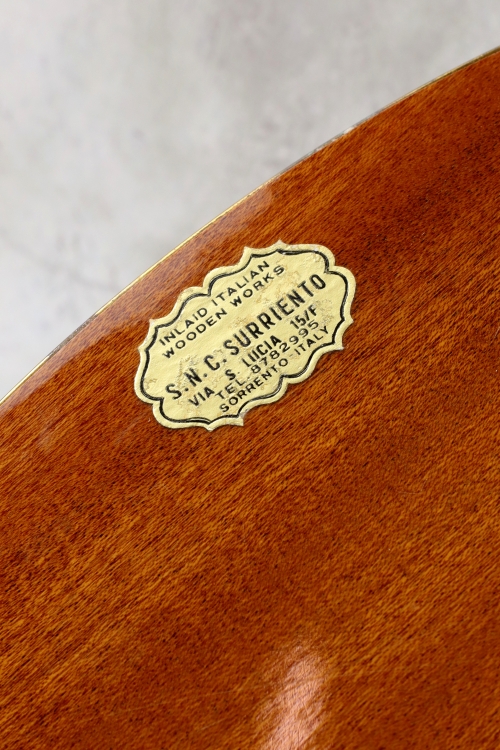 INLAID ITALIAN
WOODEN WORKS
S.N.C. SURRIENTO
VIA S. LUCIA 15/F
TEL. 8782995
SORRENTO-ITALY